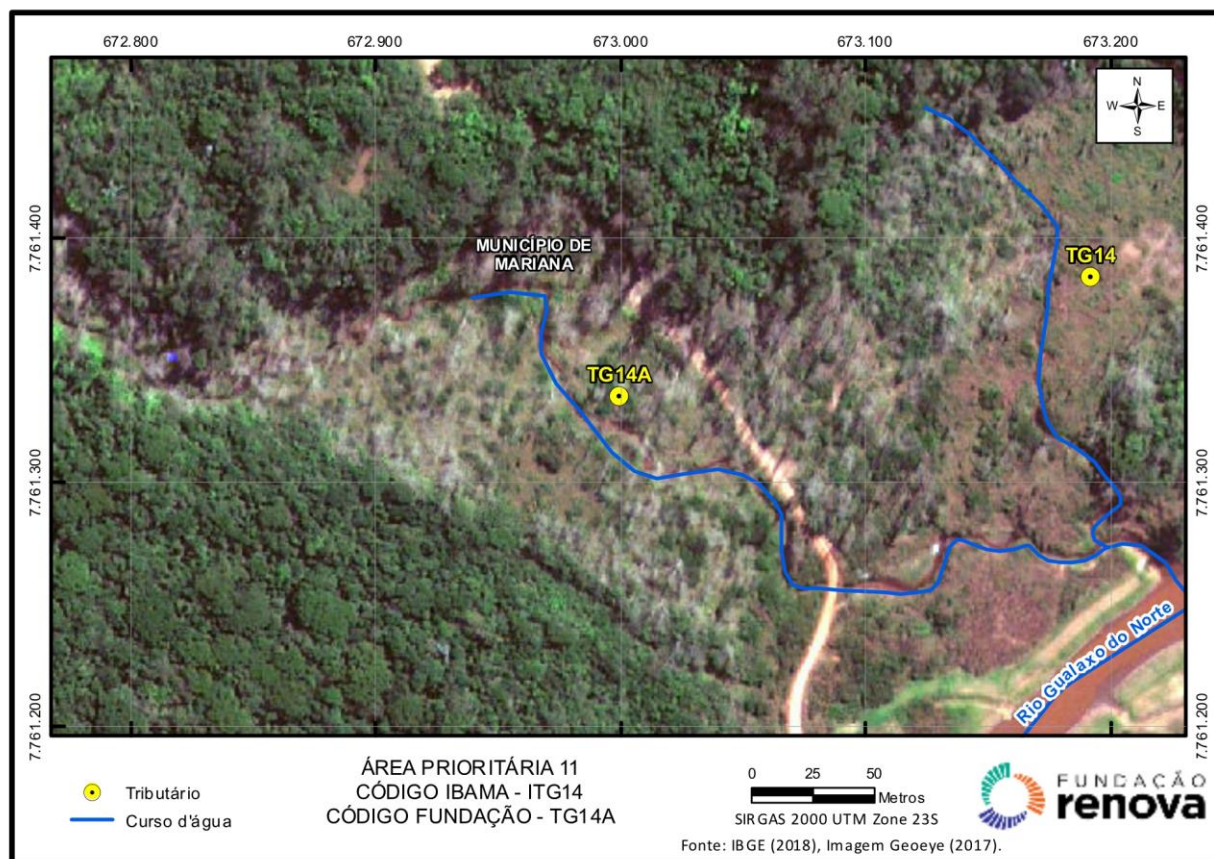 672.800 672.900 673.000 673.100 673.200
N
W E
S
7.761.400 7.761.400
MUNICÍPIO DE
MARIANA
TG14
TG14A
7.761.300 7.761.300
Rio Gualaxo do Norte
7.761.200 7.761.200
Tributário
Curso d'água
ÁREA PRIORITÁRIA 11
CÓDIGO IBAMA - ITG14
CÓDIGO FUNDAÇÃO - TG14A
0 25 50
Metros
SIRGAS 2000 UTM Zone 23S
Fonte: IBGE (2018), Imagem Geoeye (2017).
FUNDAÇÃO
renova